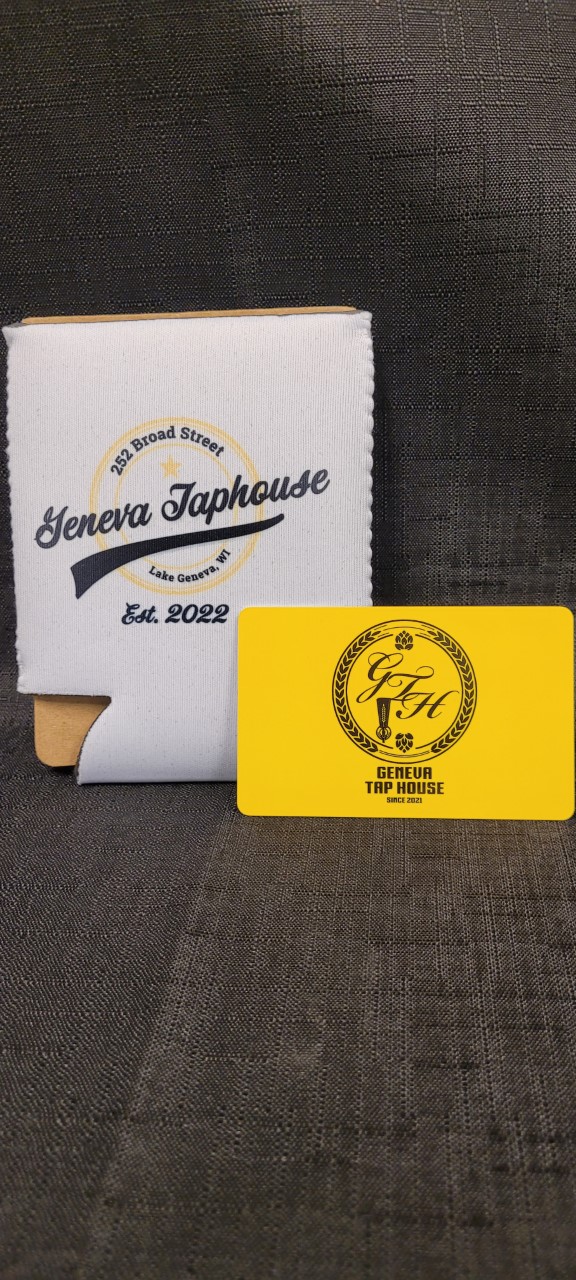 252 Broad Street
Geneva Taphouse
Lake Geneva, WI
Est. 2022
GTH
GENEVA
TAP HOUSE
SINCE 2021